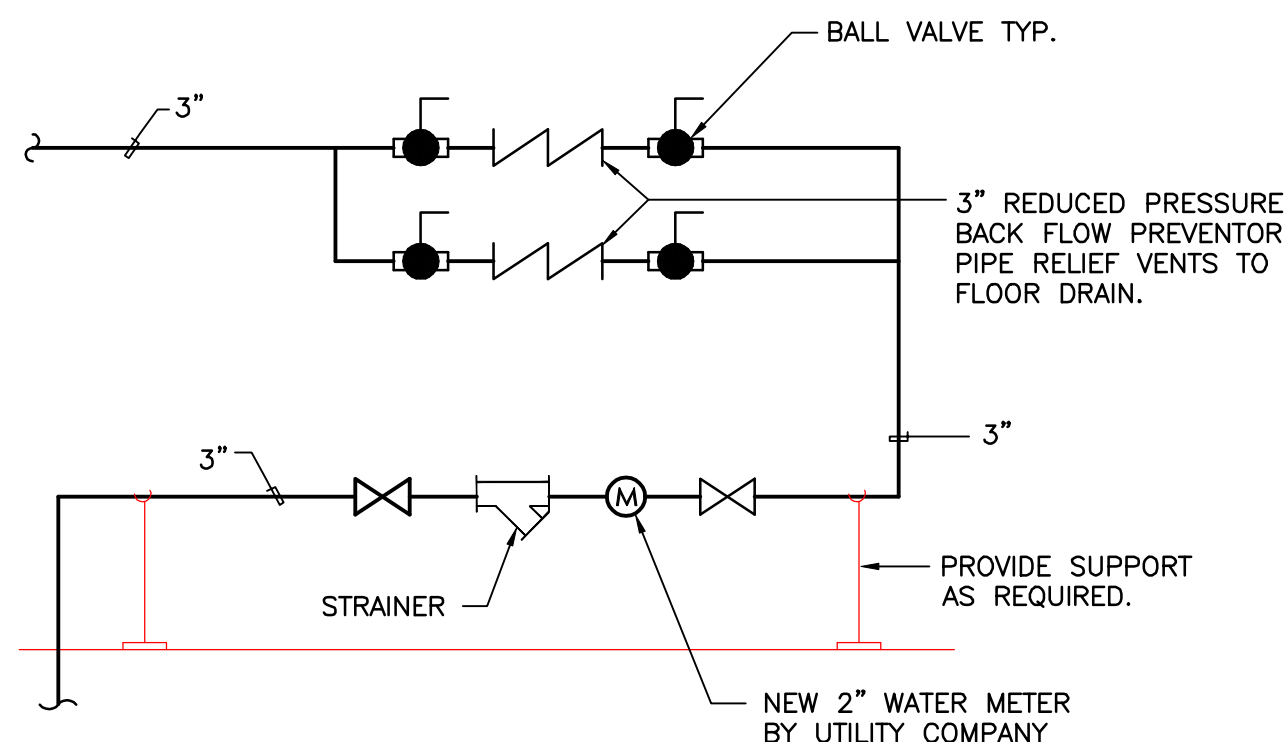 BALL VALVE TYP.
3”
3” REDUCED PRESSURE
BACK FLOW PREVENTOR
PIPE RELIEF VENTS TO
FLOOR DRAIN.
3”
3”
M
PROVIDE SUPPORT
AS REQUIRED.
STRAINER
NEW 2” WATER METER
BY UTILITY COMPANY